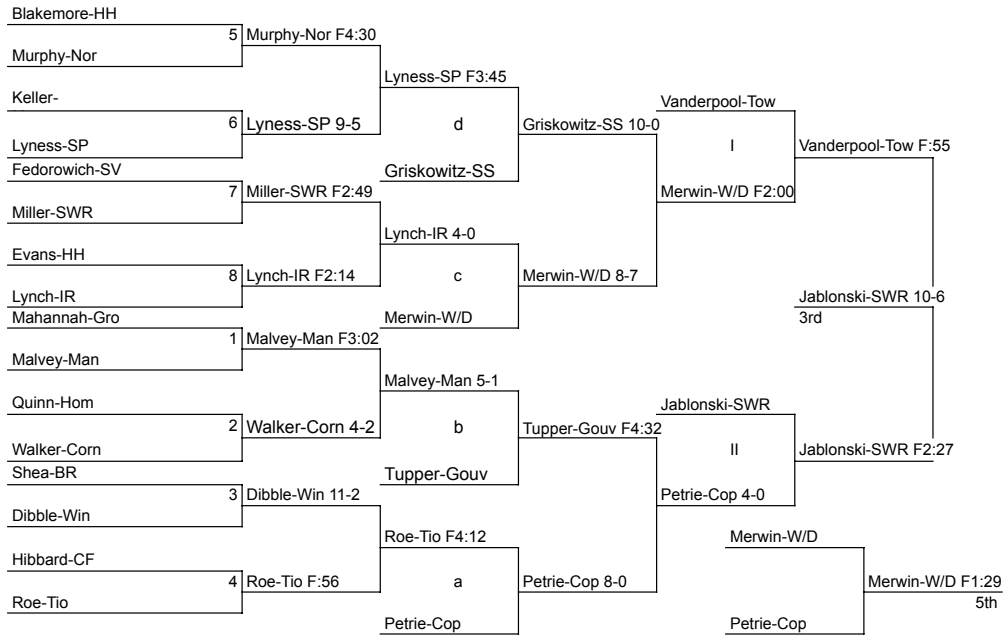 Blakemore-HH
5 Murphy-Nor F4:30
Murphy-Nor
Lyness-SP F3:45
Keller-
Vanderpool-Tow
6 Lyness-SP 9-5
d
Griskowitz-SS 10-0
Lyness-SP
I
Vanderpool-Tow F:55
Fedorowich-SV
Griskowitz-SS
7 Miller-SWR F2:49
Merwin-W/D F2:00
Miller-SWR
Lynch-IR 4-0
Evans-HH
8 Lynch-IR F2:14
c
Merwin-W/D 8-7
Lynch-IR
Jablonski-SWR 10-6
3rd
Mahannah-Gro
Merwin-W/D
1 Malvey-Man F3:02
Malvey-Man
Malvey-Man 5-1
Quinn-Hom
Jablonski-SWR
2 Walker-Corn 4-2
b
Tupper-Gouv F4:32
Walker-Corn
II
Jablonski-SWR F2:27
Shea-BR
Tupper-Gouv
3 Dibble-Win 11-2
Petrie-Cop 4-0
Dibble-Win
Roe-Tio F4:12
Merwin-W/D
Hibbard-CF
4 Roe-Tio F:56
a
Petrie-Cop 8-0
Merwin-W/D F1:29
5th
Roe-Tio
Petrie-Cop
Petrie-Cop